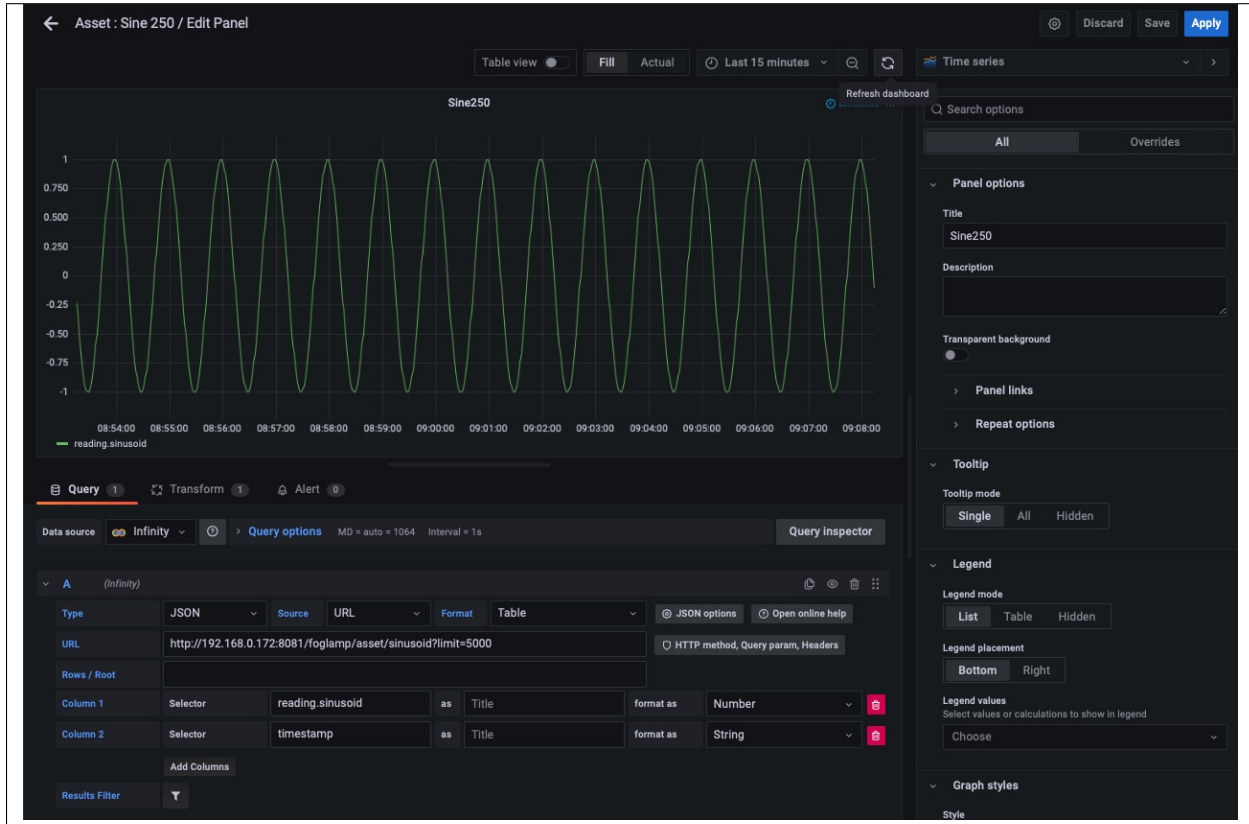 Asset : Sine 250 / Edit Panel
Discard Save Apply
Table view Fill Actual Last 15 minutes Time series
Refresh dashboard
Sine250
Search options
All Overrides
1
0.750
0.500
0.250
0
-0.25
-0.50
-0.75
-1
08:54:00 08:55:00 08:56:00 08:57:00 08:58:00 08:59:00 09:00:00 09:01:00 09:02:00 09:03:00 09:04:00 09:05:00 09:06:00 09:07:00 09:08:00
reading.sinusoid
Panel options
Title
Sine250
Description
Transparent background
Panel links
Repeat options
Tooltip
Tooltip mode
Single All Hidden
Legend
Legend mode
List Table Hidden
Legend placement
Bottom Right
Legend values
Select values or calculations to show in legend
Choose
Graph styles
Style
Query 1 Transform 1 Alert 0
Data source Infinity Query options MD = auto = 1064 Interval = 1s Query inspector
A (Infinity)
Type JSON Source URL Format Table JSON options Open online help
URL http://192.168.0.172:8081/foglamp/asset/sinusoid?limit=5000 HTTP method, Query param, Headers
Rows / Root
Column 1 Selector reading.sinusoid as Title format as Number
Column 2 Selector timestamp as Title format as String
Add Columns
Results Filter